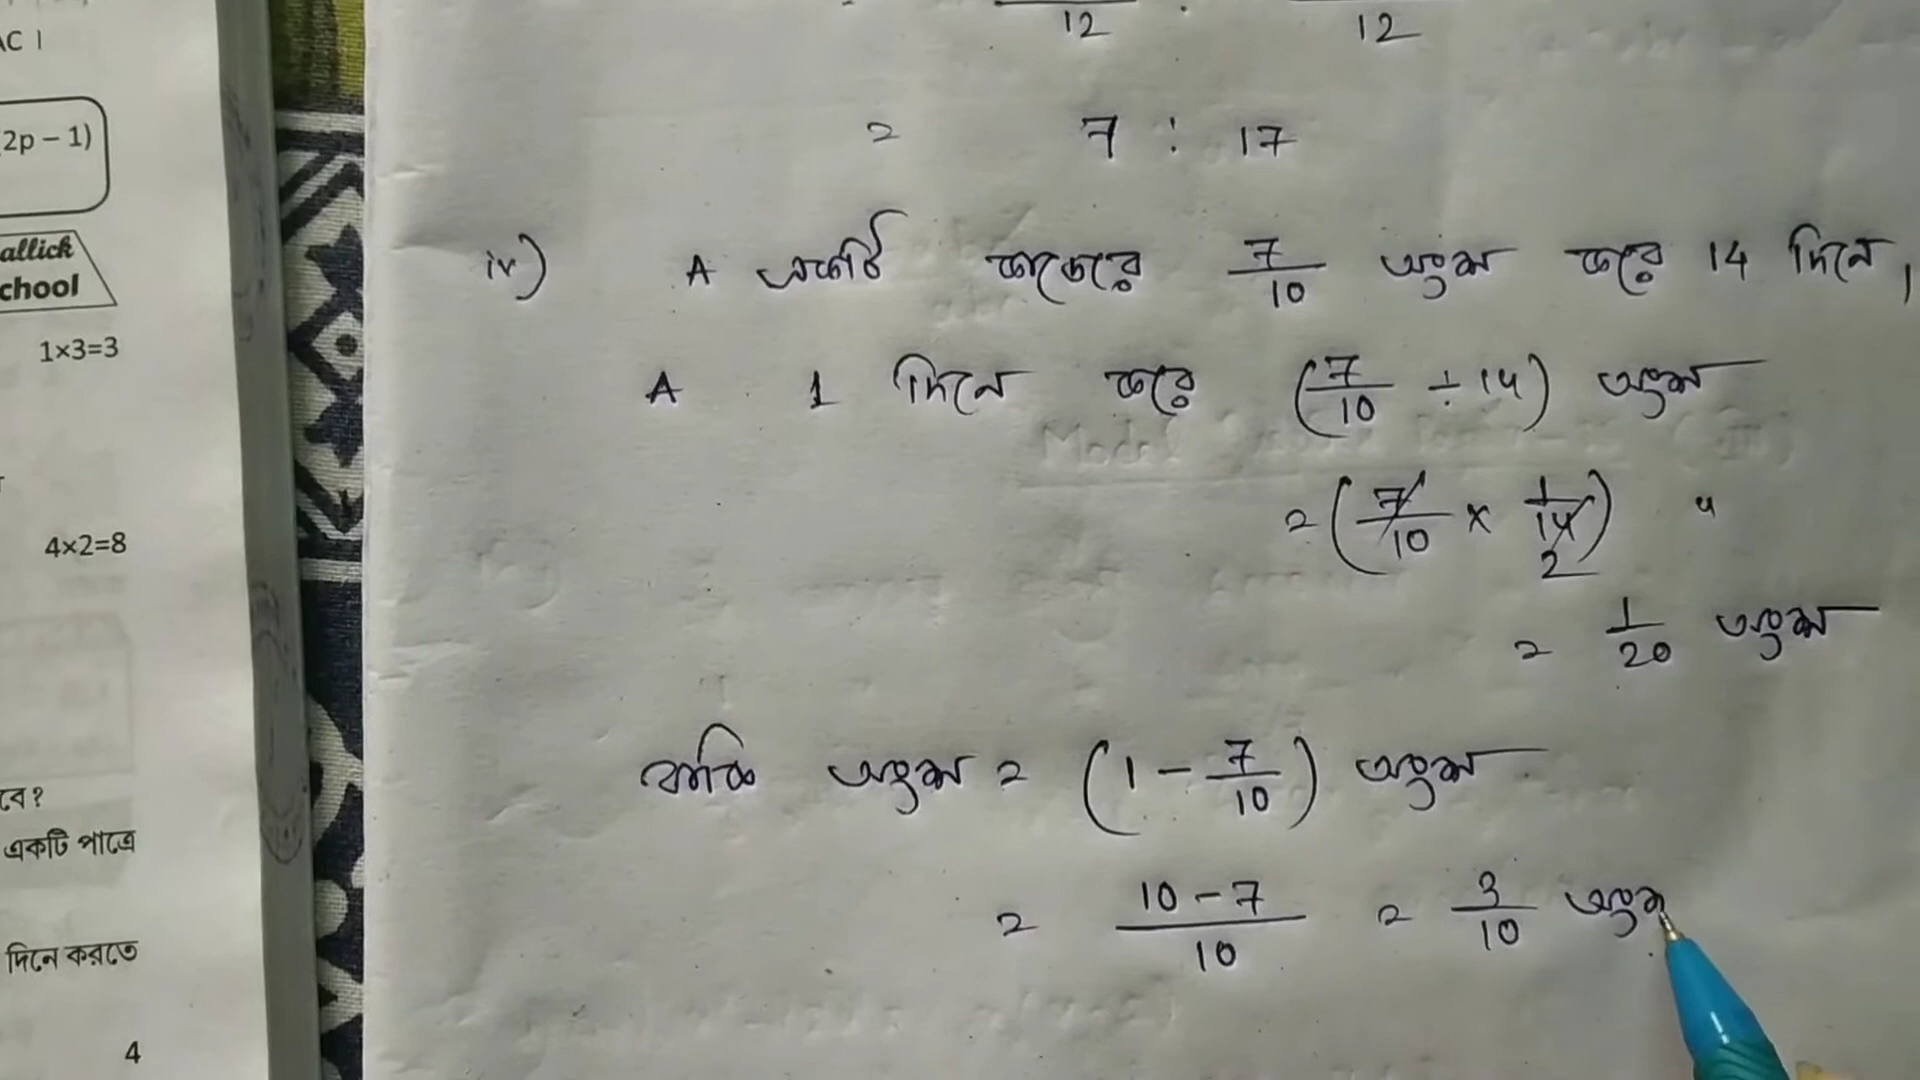 AC ।
2p – 1)
allick
chool
1×3=3
4×2=8
বে?
একটি পাত্রে
দিনে করতে
4
12 : 12
= 7 : 17
iv) A একটি কাজের 7/10 অংশ করে 14 দিনে,
A 1 দিনে করে (7/10 ÷ 14) অংশ
= (7/10 × 1/14) "
2
= 1/20 অংশ
বাকি অংশ = (1 – 7/10) অংশ
= 10 – 7/10 = 3/10 অংশ